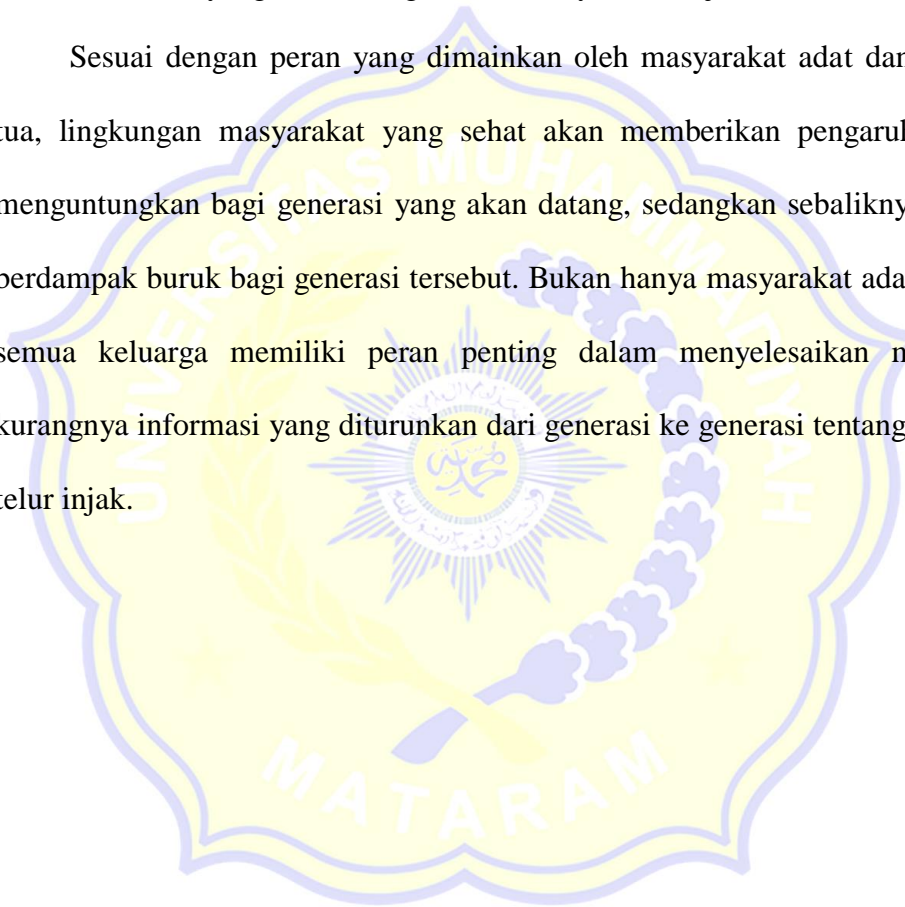 Sesuai dengan peran yang dimainkan oleh masyarakat adat dan
tua, lingkungan masyarakat yang sehat akan memberikan
menguntungkan bagi generasi yang akan datang, sedangkan
berdampak buruk bagi generasi tersebut. Bukan hanya masyarakat
semua keluarga memiliki peran penting dalam menyelesaikan
kurangnya informasi yang diturunkan dari generasi ke generasi tentang
telur injak.
UNIVERSITAS MUHAMMADIYAH
MATARAM